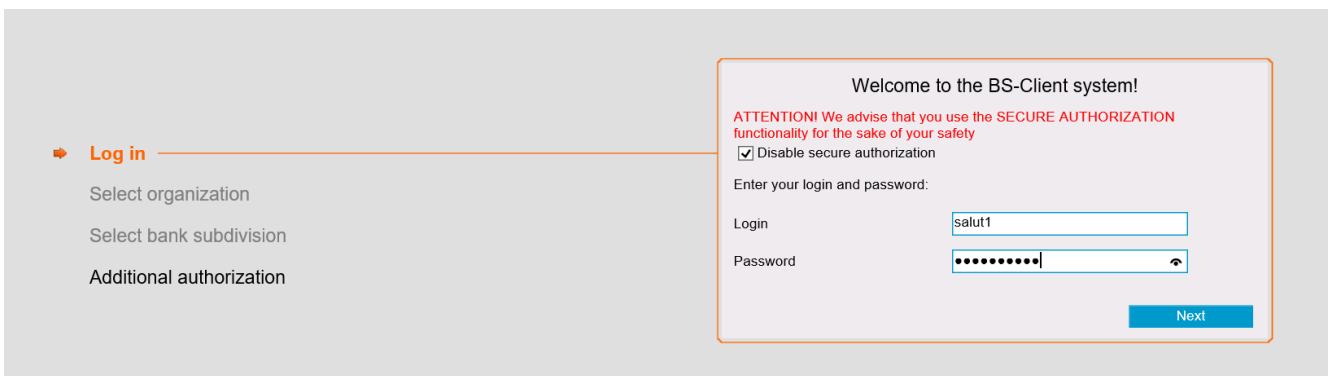 Welcome to the BS-Client system!
ATTENTION! We advise that you use the SECURE AUTHORIZATION
functionality for the sake of your safety
Disable secure authorization
Enter your login and password:
Login
salut1
Password
••••••••••
Next
Log in
Select organization
Select bank subdivision
Additional authorization